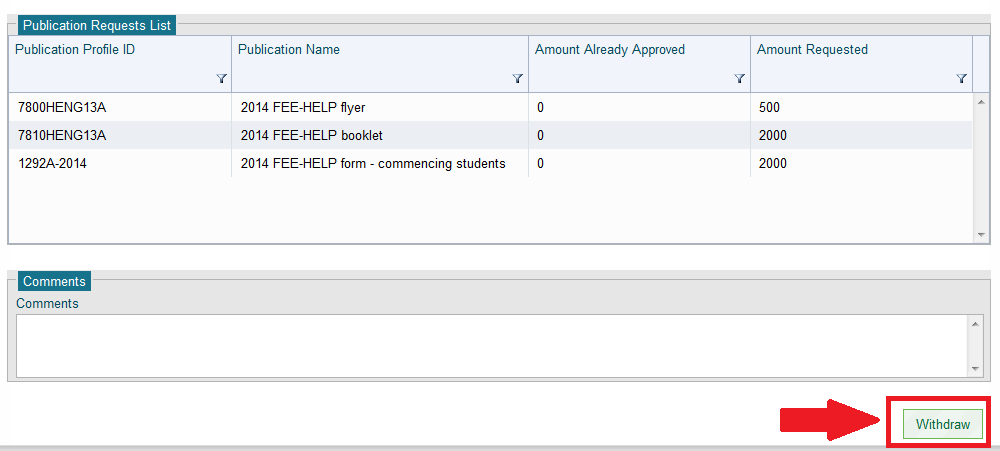 Publication Requests List
Publication Profile ID Publication Name Amount Already Approved Amount Requested
7800HENG13A 2014 FEE-HELP flyer 0 500
7810HENG13A 2014 FEE-HELP booklet 0 2000
1292A-2014 2014 FEE-HELP form - commencing students 0 2000
Comments
Comments
Withdraw